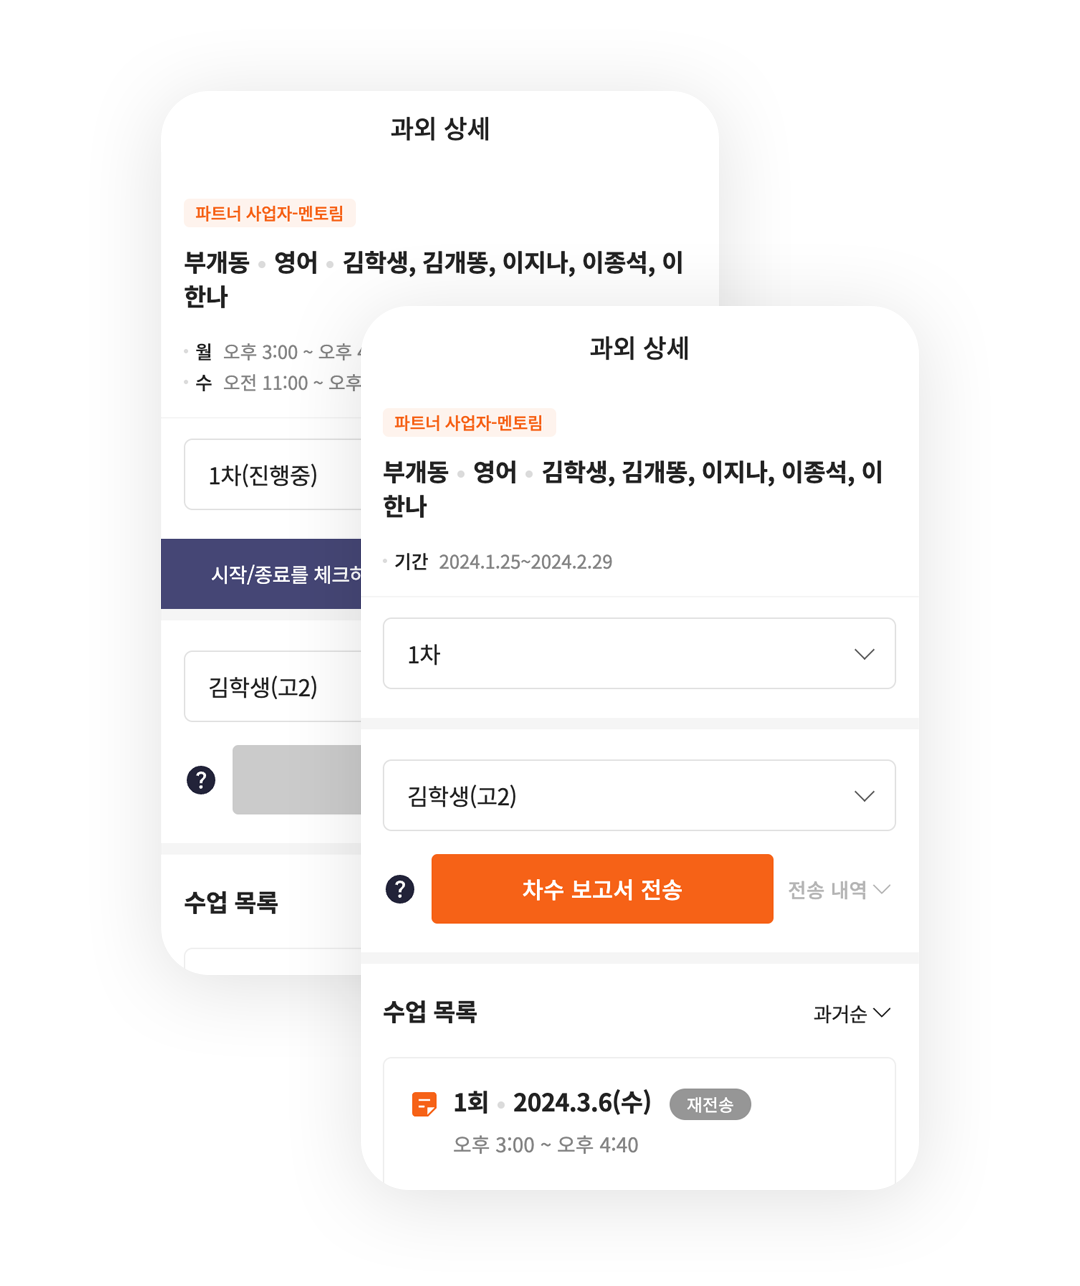 과외 상세
파트너 사업자-멘토림
부개동 • 영어 • 김학생, 김개똥, 이지나, 이종석, 이
한나
· 월 오후 3:00 ~ 오후
· 수 오전 11:00 ~ 오후
1차(진행중)
시작/종료를 체크하
김학생(고2)
?
수업 목록
과외 상세
파트너 사업자-멘토림
부개동 • 영어 • 김학생, 김개똥, 이지나, 이종석, 이
한나
· 기간 2024.1.25~2024.2.29
1차
김학생(고2)
? 차수 보고서 전송 전송 내역
수업 목록 과거순
1회 • 2024.3.6(수) 재전송
오후 3:00 ~ 오후 4:40